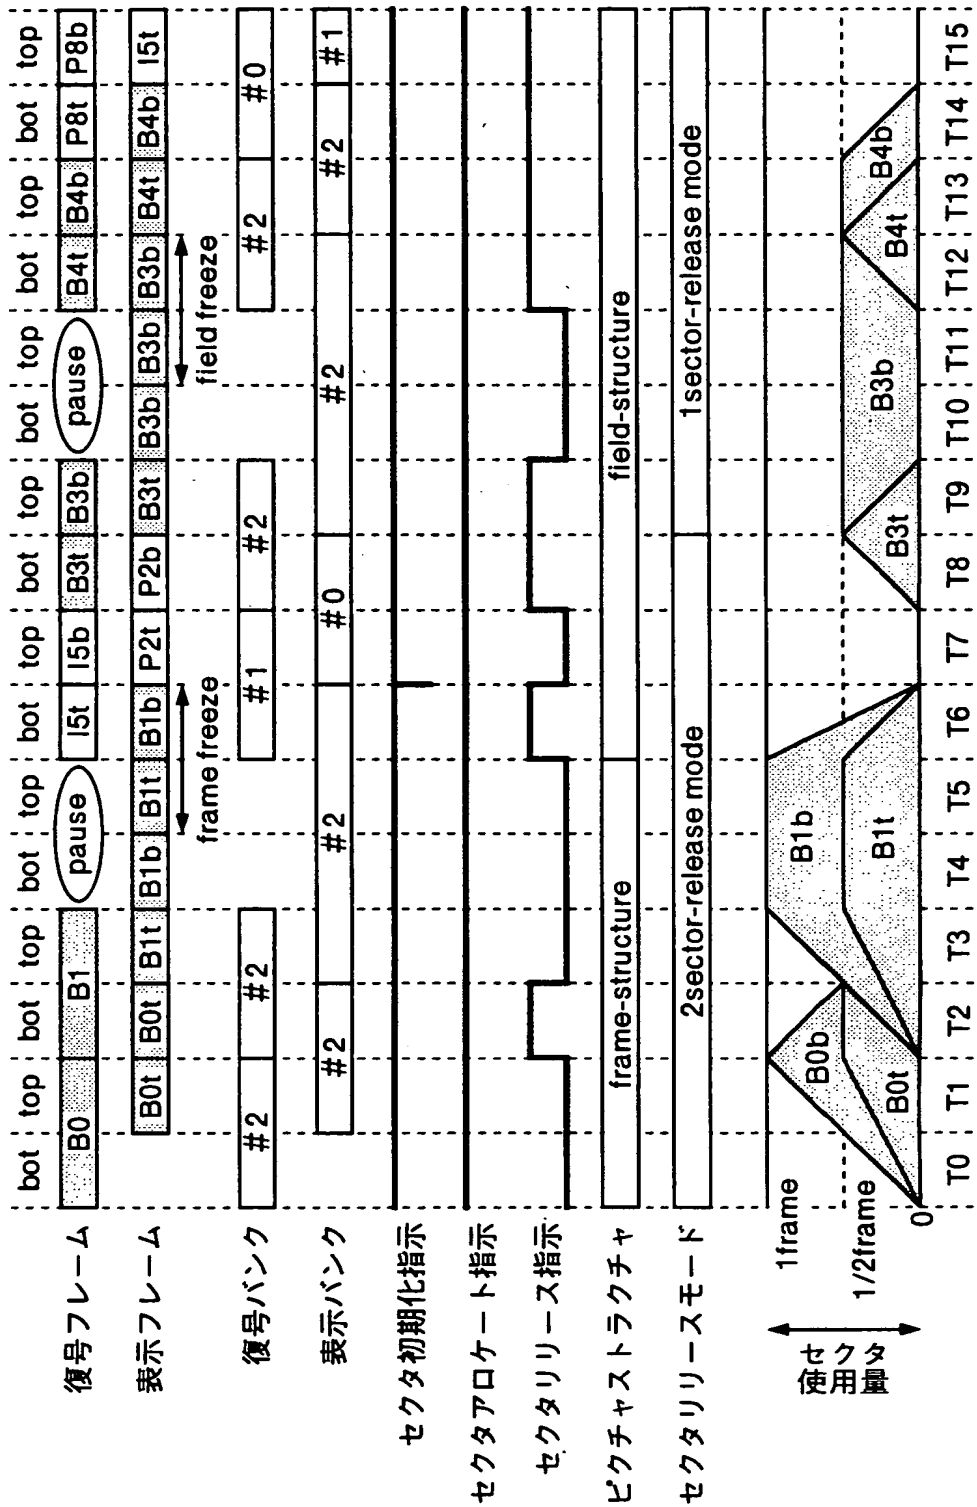 bot top bot top bot top bot top bot top bot top bot top bot top
復号フレーム B0 B1 pause I5t I5b B3t B3b pause B4t B4b P8t P8b
表示フレーム B0t B0t B1t B1b B1t B1b P2t P2b B3t B3b B3b B3b B4t B4b I5t
frame freeze field freeze
復号バンク #2 #2 #1 #2 #2 #0
表示バンク #2 #2 #0 #2 #2 #1
セクタ初期化指示
セクタアロケート指示
セクタリリース指示
ピクチャストラクチャ frame-structure field-structure
セクタリリースモード 2sector-release mode 1sector-release mode
1frame
B0b B1b B4b
1/2frame
B0t B1t B3t B3b B4t
0
セクタ
使用量
T0 T1 T2 T3 T4 T5 T6 T7 T8 T9 T10 T11 T12 T13 T14 T15